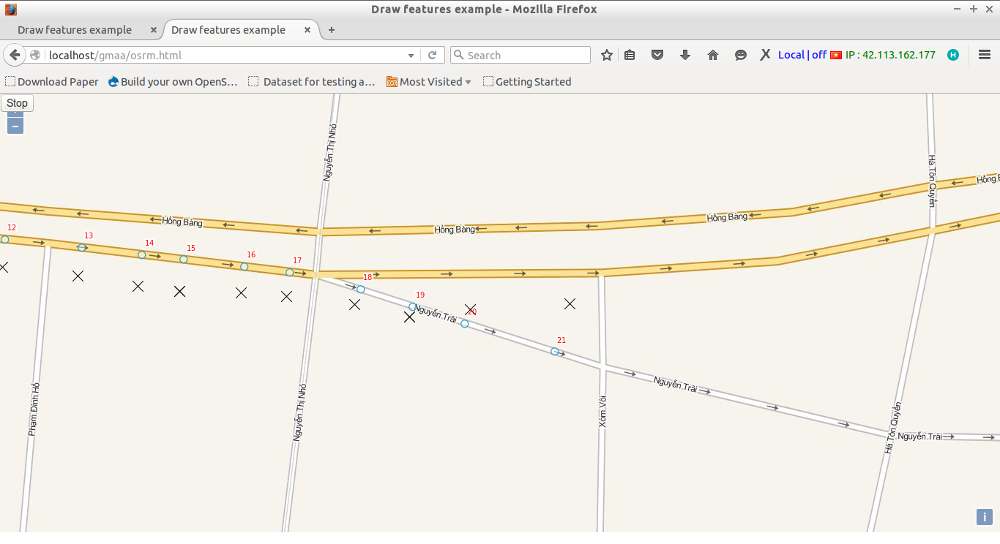 Draw features example - Mozilla Firefox
Draw features example × Draw features example × +
localhost/gmaa/osrm.html Search X Local | off IP : 42.113.162.177 H
Download Paper Build your own OpenS... Dataset for testing a... Most Visited Getting Started
Stop
–
Nguyễn Thị Nhỏ
Hà Tôn Quyền
Hồng B
Hồng Bàng
Hồng Bàng
Hồng Bàng
12
13
14
15
16
17
18
19
20
21
Nguyễn Trãi
Nguyễn Trãi
Phạm Đình Hổ
Nguyễn Thị Nhỏ
Xóm Vôi
Hà Tôn Quyền
Nguyễn Trãi
i